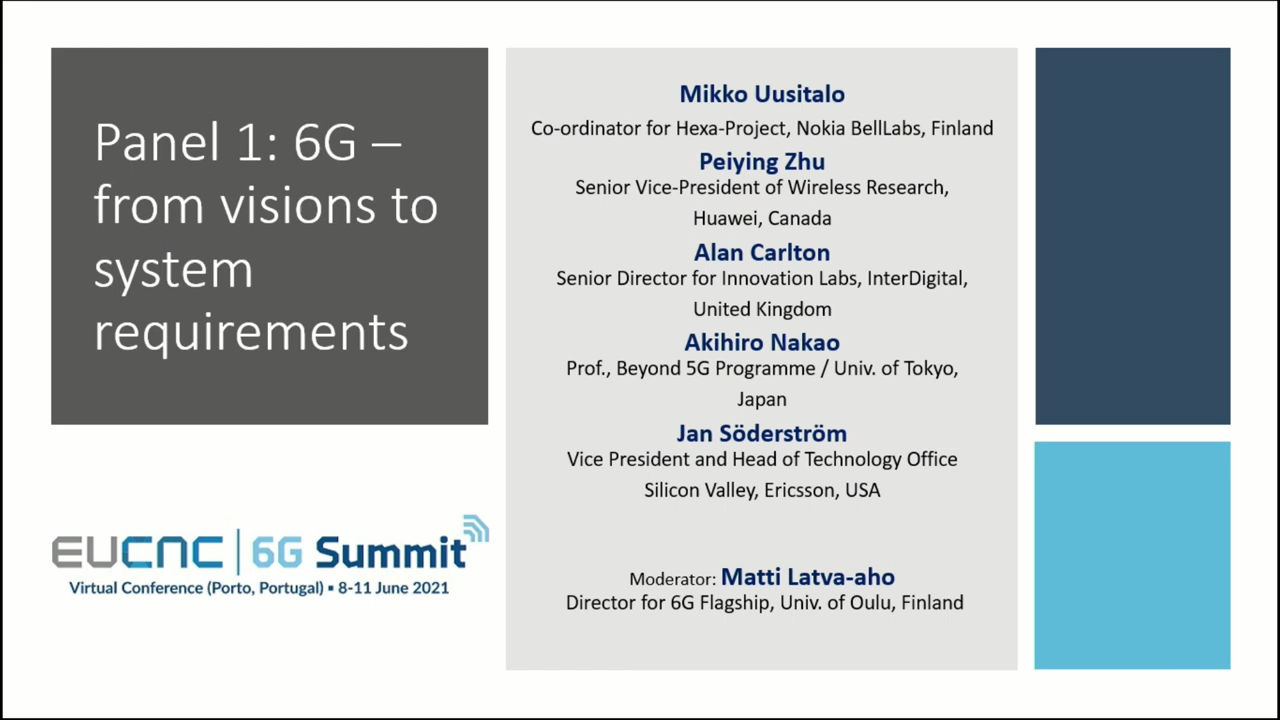 Panel 1: 6G –
from visions to
system
requirements
Mikko Uusitalo
Co-ordinator for Hexa-Project, Nokia BellLabs, Finland
Peiying Zhu
Senior Vice-President of Wireless Research,
Huawei, Canada
Alan Carlton
Senior Director for Innovation Labs, InterDigital,
United Kingdom
Akihiro Nakao
Prof., Beyond 5G Programme / Univ. of Tokyo,
Japan
Jan Söderström
Vice President and Head of Technology Office
Silicon Valley, Ericsson, USA
Moderator: Matti Latva-aho
Director for 6G Flagship, Univ. of Oulu, Finland
EUCNC | 6G Summit
Virtual Conference (Porto, Portugal) ▪ 8-11 June 2021